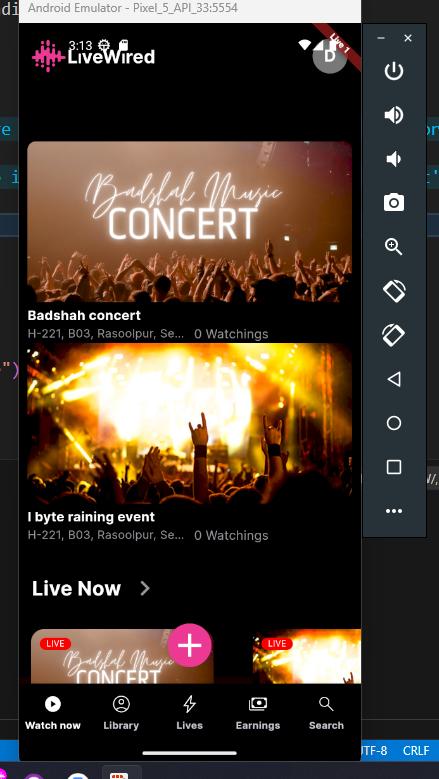 Android Emulator - Pixel_5_API_33:5554
3:13
LiveWired
Live 1
D
Badshah Music
CONCERT
Badshah concert
H-221, B03, Rasoolpur, Se... 0 Watchings
I byte raining event
H-221, B03, Rasoolpur, Se... 0 Watchings
Live Now
LIVE
Badshah Music
CONCERT
LIVE
Watch now
Library
Lives
Earnings
Search
UTF-8 CRLF